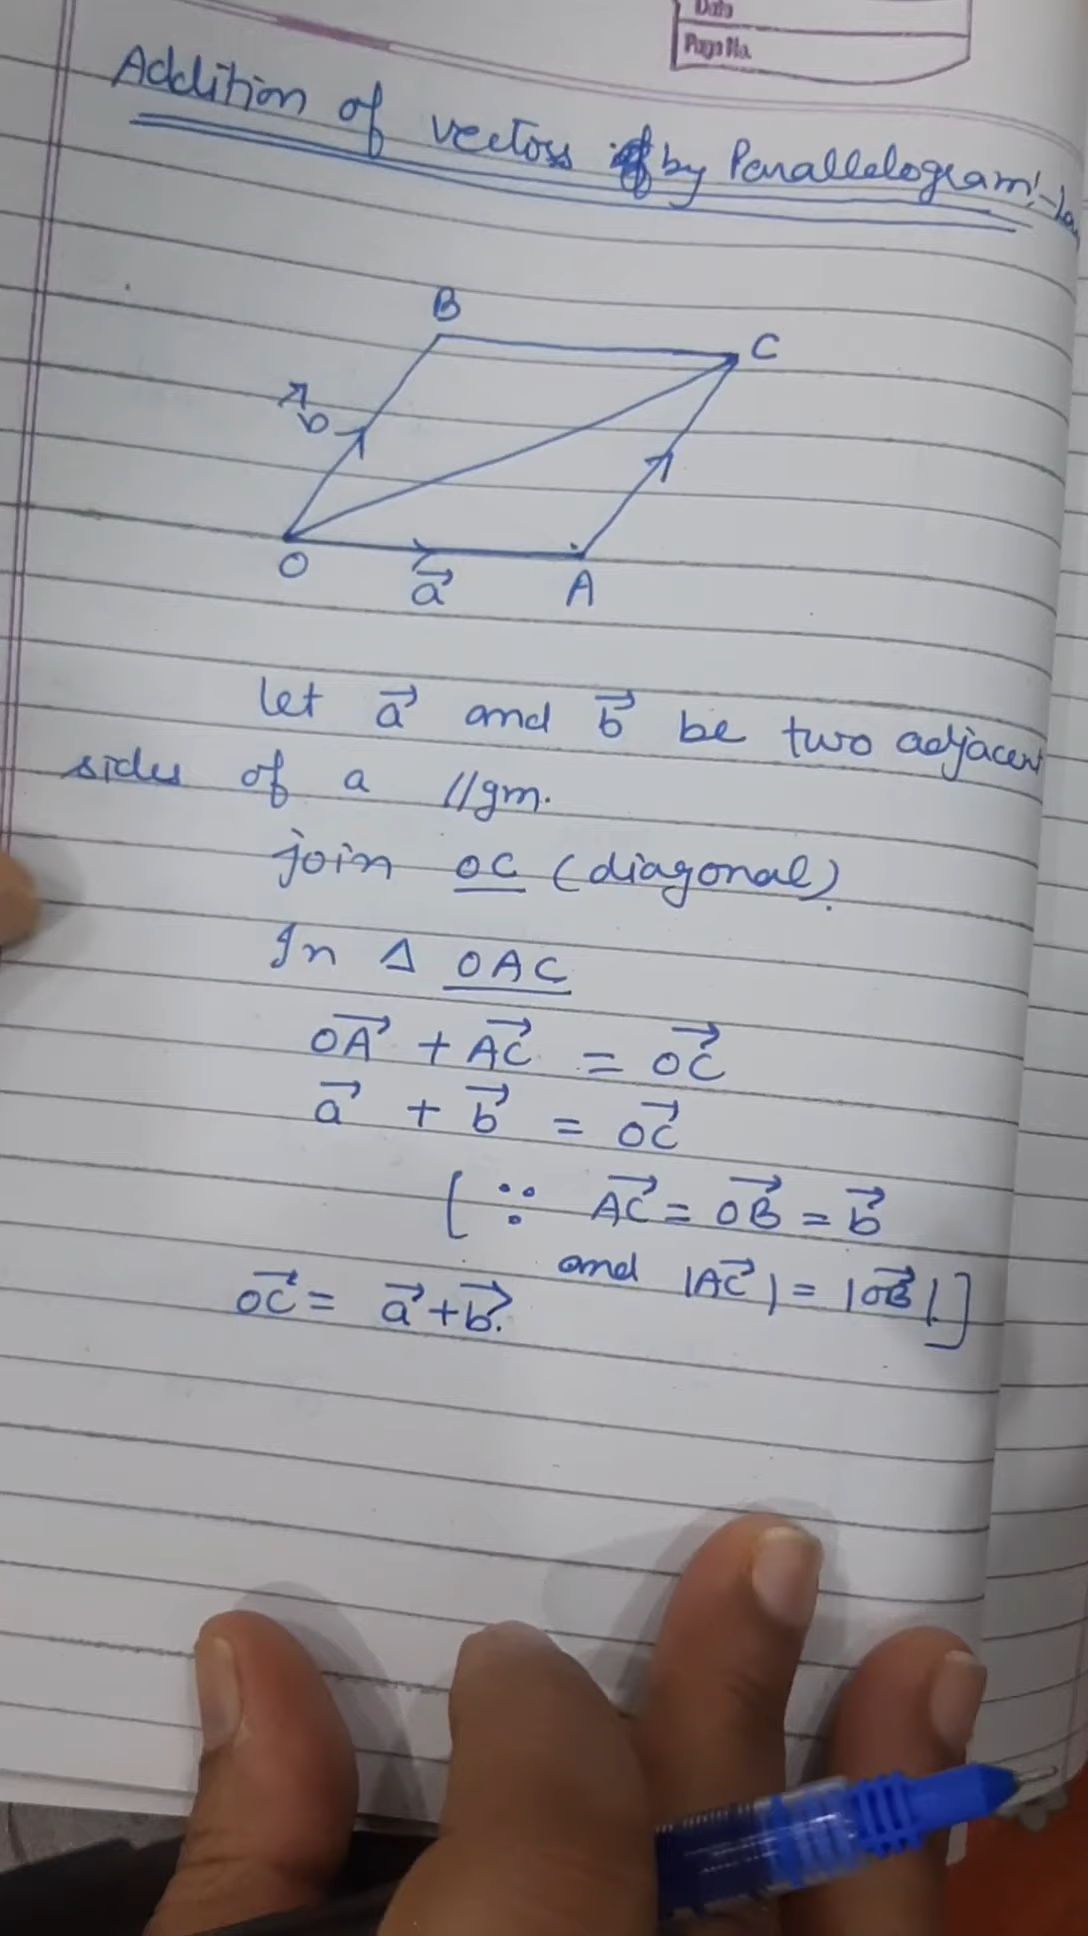 Data
Page No.
Addition of vectors by Parallelogram:-
B
C
b⃗
O
a⃗
A
Let a⃗ and b⃗ be two adjacent
sides of a //gm.
join OC (diagonal).
In Δ OAC
OA⃗ + AC⃗ = OC⃗
a⃗ + b⃗ = OC⃗
[ ∵ AC⃗ = OB⃗ = b⃗
and |AC⃗| = |OB⃗|.]
OC⃗ = a⃗ + b⃗.